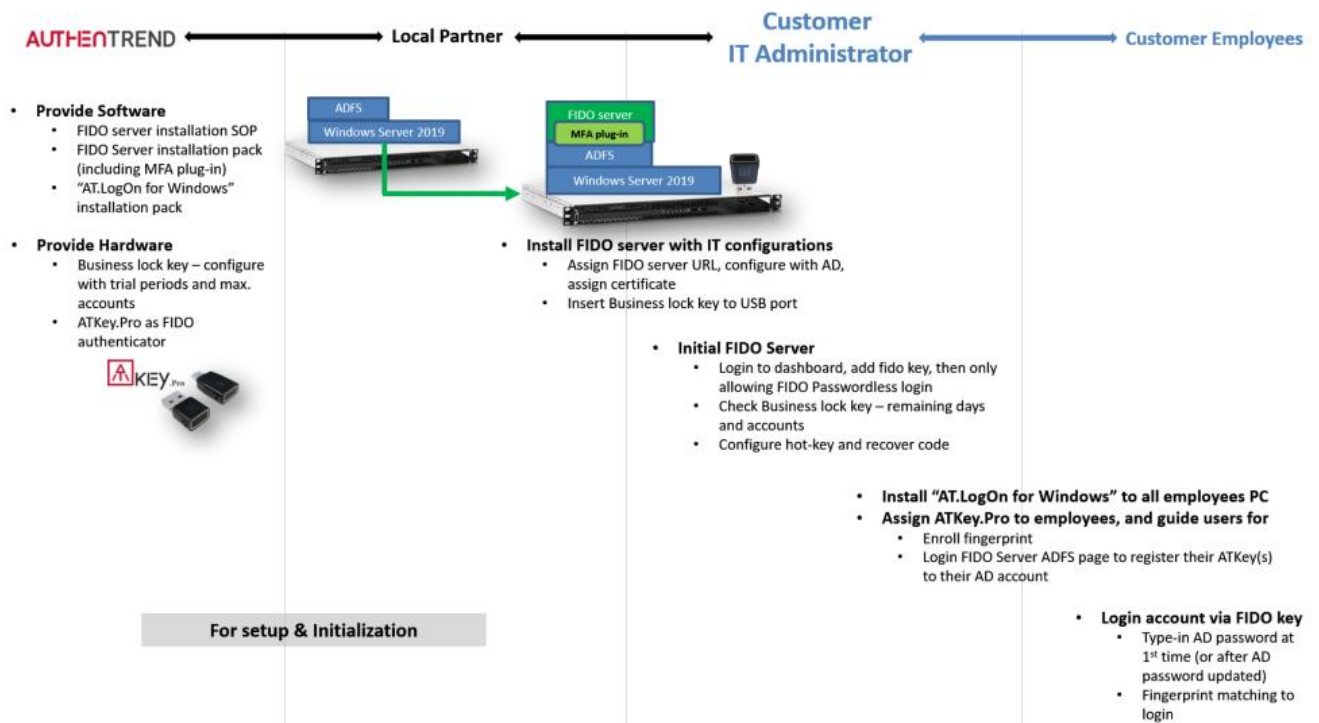 AUTHENTREND
Local Partner
Customer
IT Administrator
Customer Employees
• Provide Software
• FIDO server installation SOP
• FIDO Server installation pack
(including MFA plug-in)
• “AT.LogOn for Windows”
installation pack
• Provide Hardware
• Business lock key – configure
with trial periods and max.
accounts
• ATKey.Pro as FIDO
authenticator
AT KEY.Pro
ADFS
Windows Server 2019
FIDO server
MFA plug-in
ADFS
Windows Server 2019
• Install FIDO server with IT configurations
• Assign FIDO server URL, configure with AD,
assign certificate
• Insert Business lock key to USB port
• Initial FIDO Server
• Login to dashboard, add fido key, then only
allowing FIDO Passwordless login
• Check Business lock key – remaining days
and accounts
• Configure hot-key and recover code
• Install “AT.LogOn for Windows” to all employees PC
• Assign ATKey.Pro to employees, and guide users for
• Enroll fingerprint
• Login FIDO Server ADFS page to register their ATKey(s)
to their AD account
For setup & Initialization
• Login account via FIDO key
• Type-in AD password at
1st time (or after AD
password updated)
• Fingerprint matching to
login